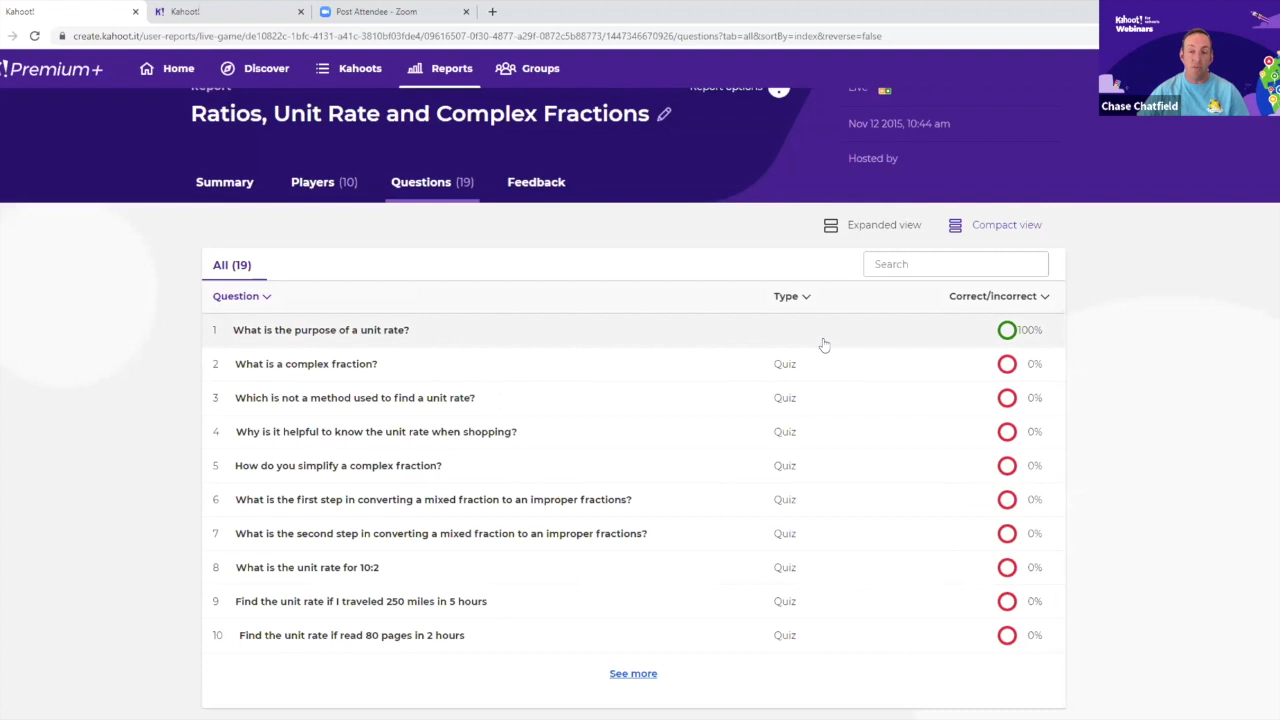 Kahoot!
Kahoot!
Post Attendee - Zoom
create.kahoot.it/user-reports/live-game/de10822c-1bfc-4131-a41c-3810bf03fde4/0b6161e7-0f30-4877-a29f-0872c5b88773/1447346670926/questions?tab=all&sortBy=index&reverse=false
Kahoot! for schools
Webinars
Chase Chatfield
!Premium+
Home
Discover
Kahoots
Reports
Groups
Report
Report options
Live
Ratios, Unit Rate and Complex Fractions
Nov 12 2015, 10:44 am
Hosted by
Summary
Players (10)
Questions (19)
Feedback
Expanded view
Compact view
All (19)
Search
Question
Type
Correct/incorrect
1 What is the purpose of a unit rate? 100%
2 What is a complex fraction? Quiz 0%
3 Which is not a method used to find a unit rate? Quiz 0%
4 Why is it helpful to know the unit rate when shopping? Quiz 0%
5 How do you simplify a complex fraction? Quiz 0%
6 What is the first step in converting a mixed fraction to an improper fractions? Quiz 0%
7 What is the second step in converting a mixed fraction to an improper fractions? Quiz 0%
8 What is the unit rate for 10:2 Quiz 0%
9 Find the unit rate if I traveled 250 miles in 5 hours Quiz 0%
10 Find the unit rate if read 80 pages in 2 hours Quiz 0%
See more